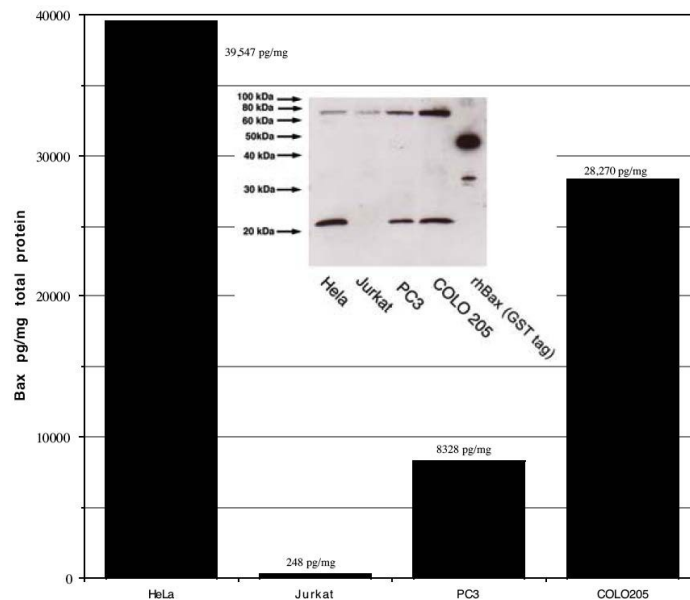 40000
39,547 pg/mg
100 kDa
80 kDa
60 kDa
50kDa
40 kDa
30 kDa
20 kDa
Hela
Jurkat
PC3
COLO 205
rhBax (GST tag)
30000
28,270 pg/mg
20000
Bax pg/mg total protein
10000
8328 pg/mg
248 pg/mg
0
HeLa
Jurkat
PC3
COLO205